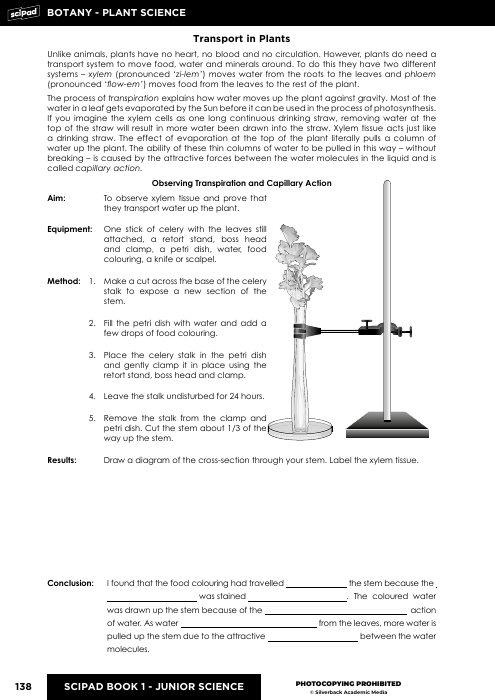 scipad
BOTANY - PLANT SCIENCE
Transport in Plants
Unlike animals, plants have no heart, no blood and no circulation. However, plants do need a
transport system to move food, water and minerals around. To do this they have two different
systems – xylem (pronounced ‘zi-lem’) moves water from the roots to the leaves and phloem
(pronounced ‘flow-em’) moves food from the leaves to the rest of the plant.
The process of transpiration explains how water moves up the plant against gravity. Most of the
water in a leaf gets evaporated by the Sun before it can be used in the process of photosynthesis.
If you imagine the xylem cells as one long continuous drinking straw, removing water at the
top of the straw will result in more water been drawn into the straw. Xylem tissue acts just like
a drinking straw. The effect of evaporation at the top of the plant literally pulls a column of
water up the plant. The ability of these thin columns of water to be pulled in this way – without
breaking – is caused by the attractive forces between the water molecules in the liquid and is
called capillary action.
Observing Transpiration and Capillary Action
Aim: To observe xylem tissue and prove that
they transport water up the plant.
Equipment: One stick of celery with the leaves still
attached, a retort stand, boss head
and clamp, a petri dish, water, food
colouring, a knife or scalpel.
Method: 1. Make a cut across the base of the celery
stalk to expose a new section of the
stem.
2. Fill the petri dish with water and add a
few drops of food colouring.
3. Place the celery stalk in the petri dish
and gently clamp it in place using the
retort stand, boss head and clamp.
4. Leave the stalk undisturbed for 24 hours.
5. Remove the stalk from the clamp and
petri dish. Cut the stem about 1/3 of the
way up the stem.
Results: Draw a diagram of the cross-section through your stem. Label the xylem tissue.
Conclusion: I found that the food colouring had travelled ____________ the stem because the _
____________ was stained ____________. The coloured water
was drawn up the stem because of the ____________ action
of water. As water ____________ from the leaves, more water is
pulled up the stem due to the attractive ____________ between the water
molecules.
138
SCIPAD BOOK 1 - JUNIOR SCIENCE
PHOTOCOPYING PROHIBITED
© Silverback Academic Media